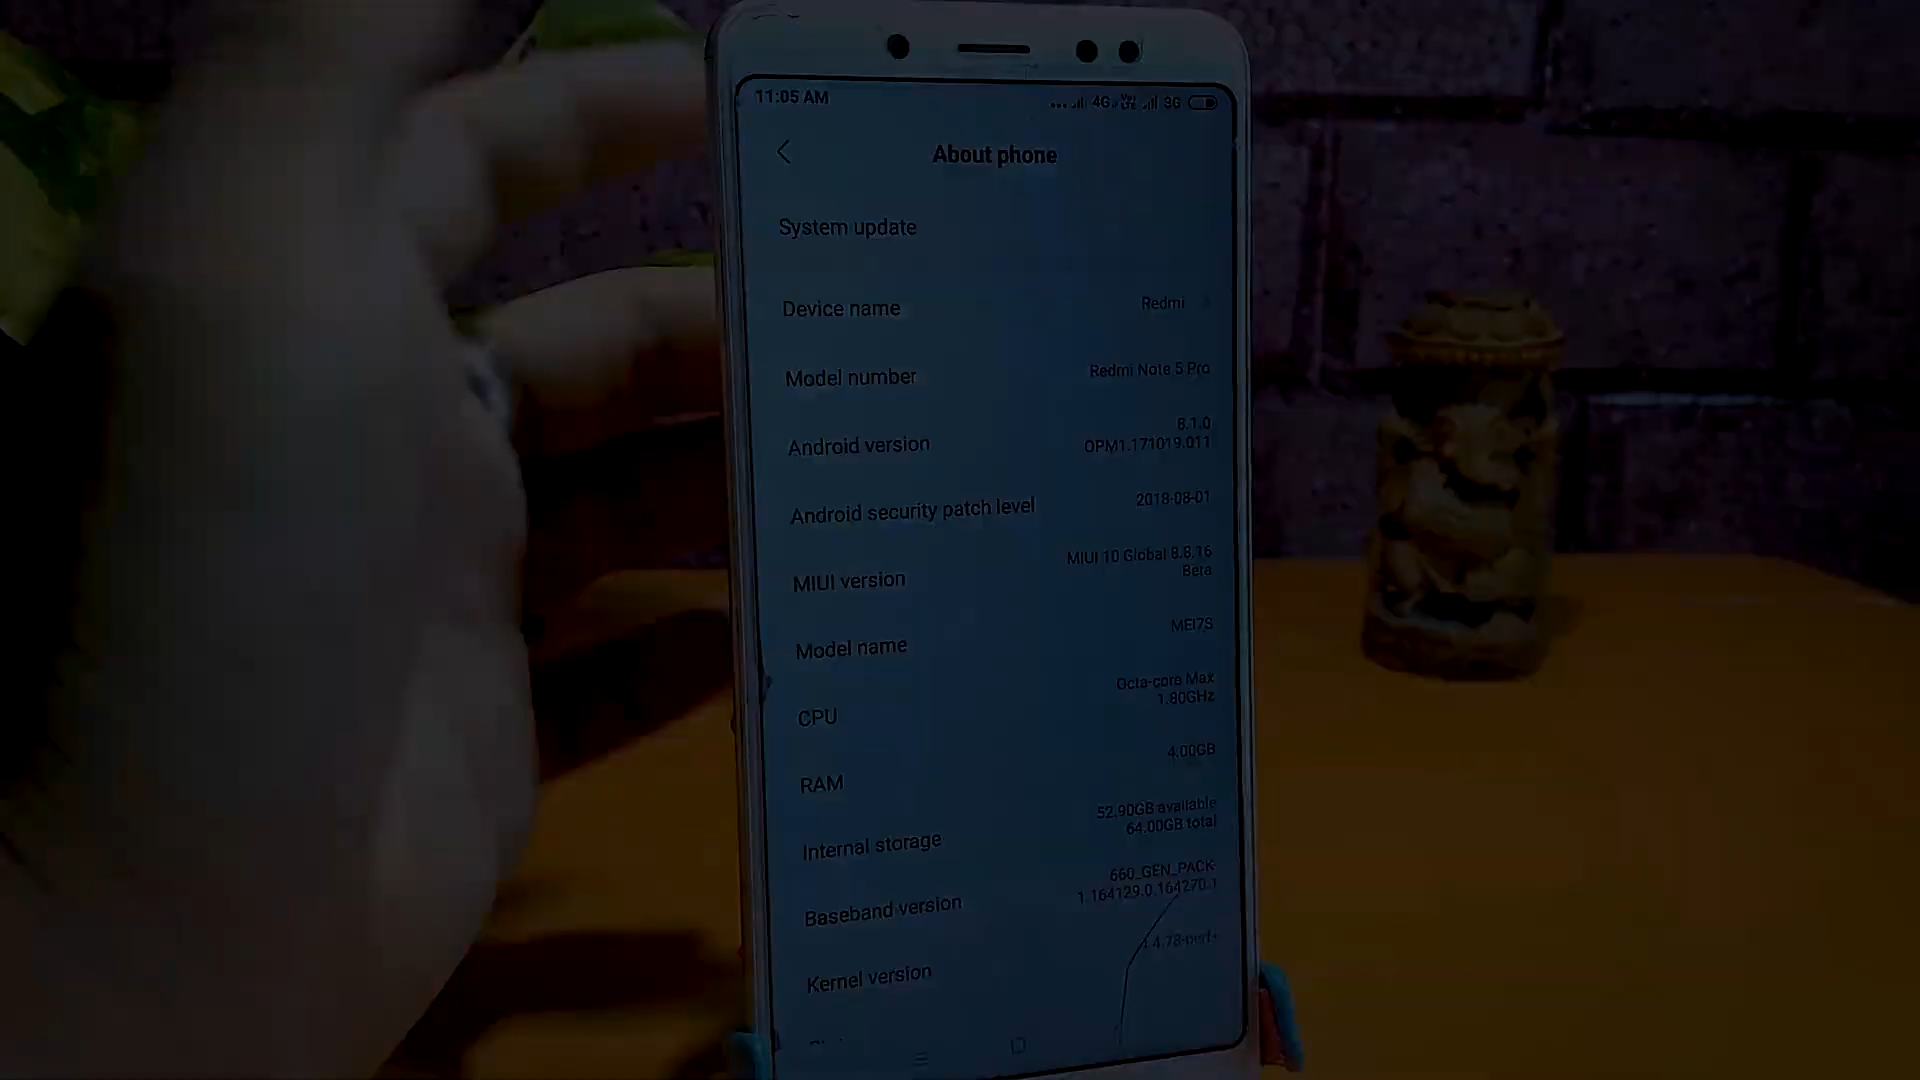 11:05 AM
4G
3G
About phone
System update
Device name
Redmi
Model number
Redmi Note 5 Pro
Android version
8.1.0
OPM1.171019.011
Android security patch level
2018-08-01
MIUI version
MIUI 10 Global 8.8.16
Beta
Model name
MEI7S
CPU
Octa-core Max
1.80GHz
RAM
4.00GB
Internal storage
52.90GB available
64.00GB total
Baseband version
660_GEN_PACK-
1.164129.0.164270.1
Kernel version